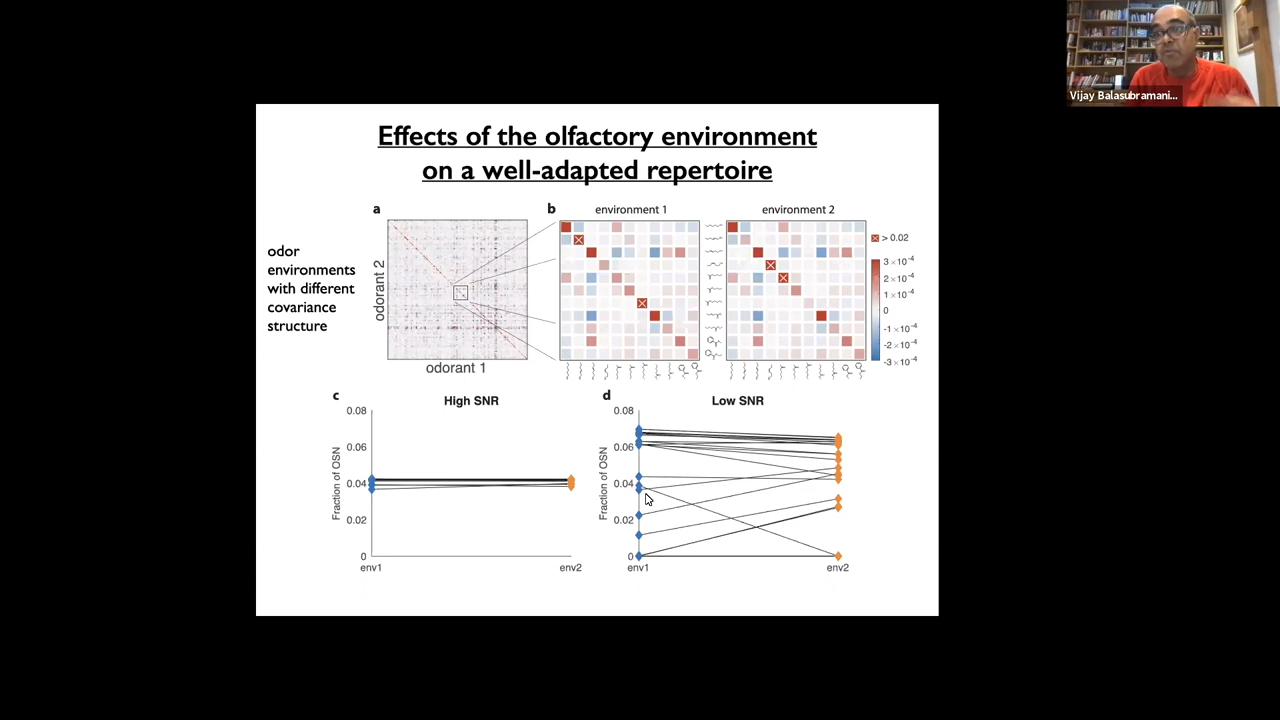 Vijay Balasubramani...
Effects of the olfactory environment
on a well-adapted repertoire
odor
environments
with different
covariance
structure
a
odorant 2
odorant 1
b
environment 1
environment 2
> 0.02
3×10⁻⁴
2×10⁻⁴
1×10⁻⁴
0
-1×10⁻⁴
-2×10⁻⁴
-3×10⁻⁴
c
High SNR
Fraction of OSN
0.08
0.06
0.04
0.02
0
env1
env2
d
Low SNR
Fraction of OSN
0.08
0.06
0.04
0.02
0
env1
env2